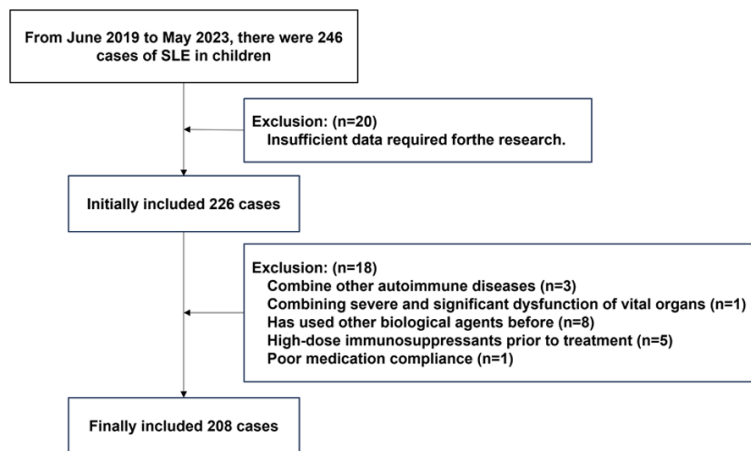 From June 2019 to May 2023, there were 246
cases of SLE in children
Exclusion: (n=20)
Insufficient data required forthe research.
Initially included 226 cases
Exclusion: (n=18)
Combine other autoimmune diseases (n=3)
Combining severe and significant dysfunction of vital organs (n=1)
Has used other biological agents before (n=8)
High-dose immunosuppressants prior to treatment (n=5)
Poor medication compliance (n=1)
Finally included 208 cases